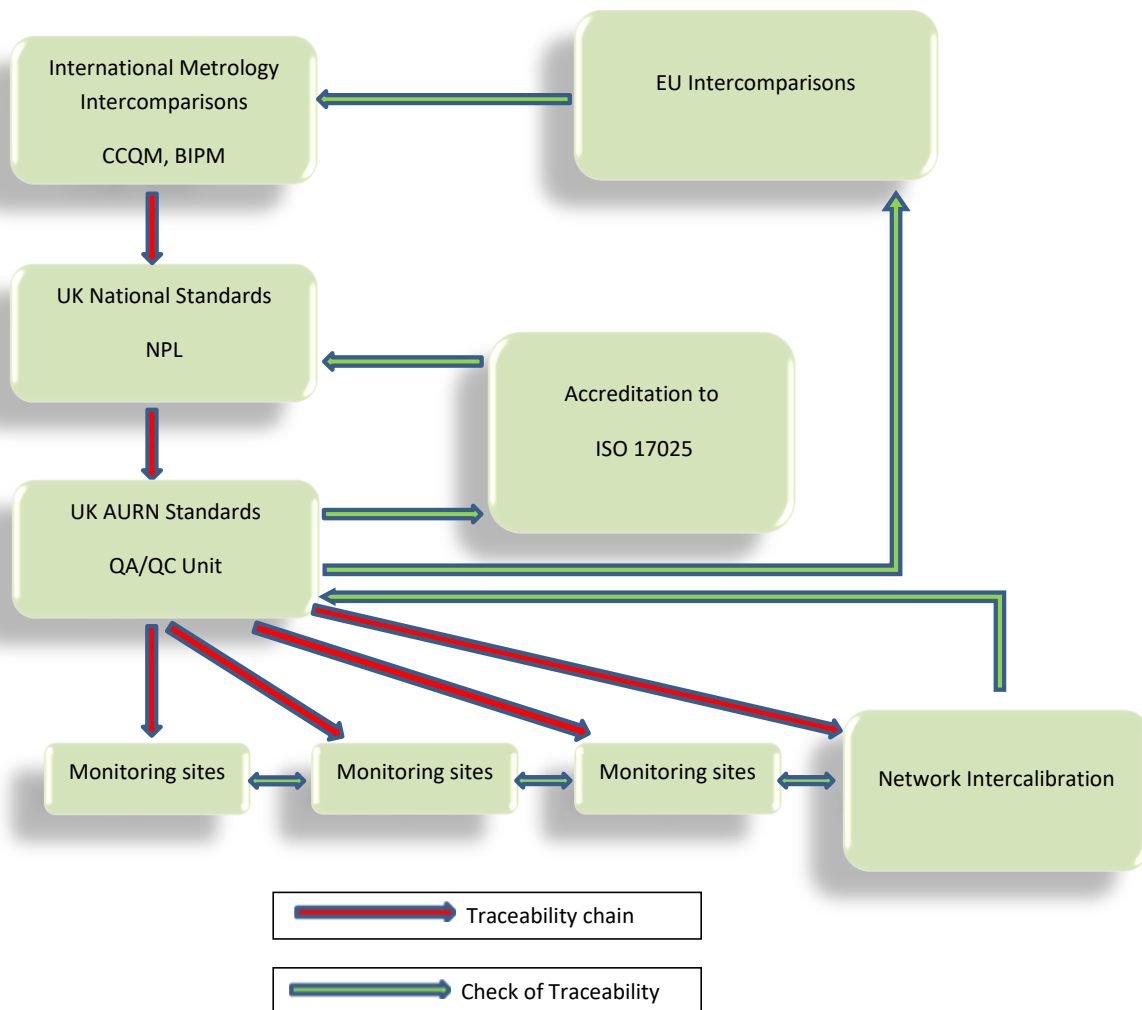 International Metrology
Intercomparisons
CCQM, BIPM
EU Intercomparisons
UK National Standards
NPL
Accreditation to
ISO 17025
UK AURN Standards
QA/QC Unit
Monitoring sites
Monitoring sites
Monitoring sites
Network Intercalibration
Traceability chain
Check of Traceability